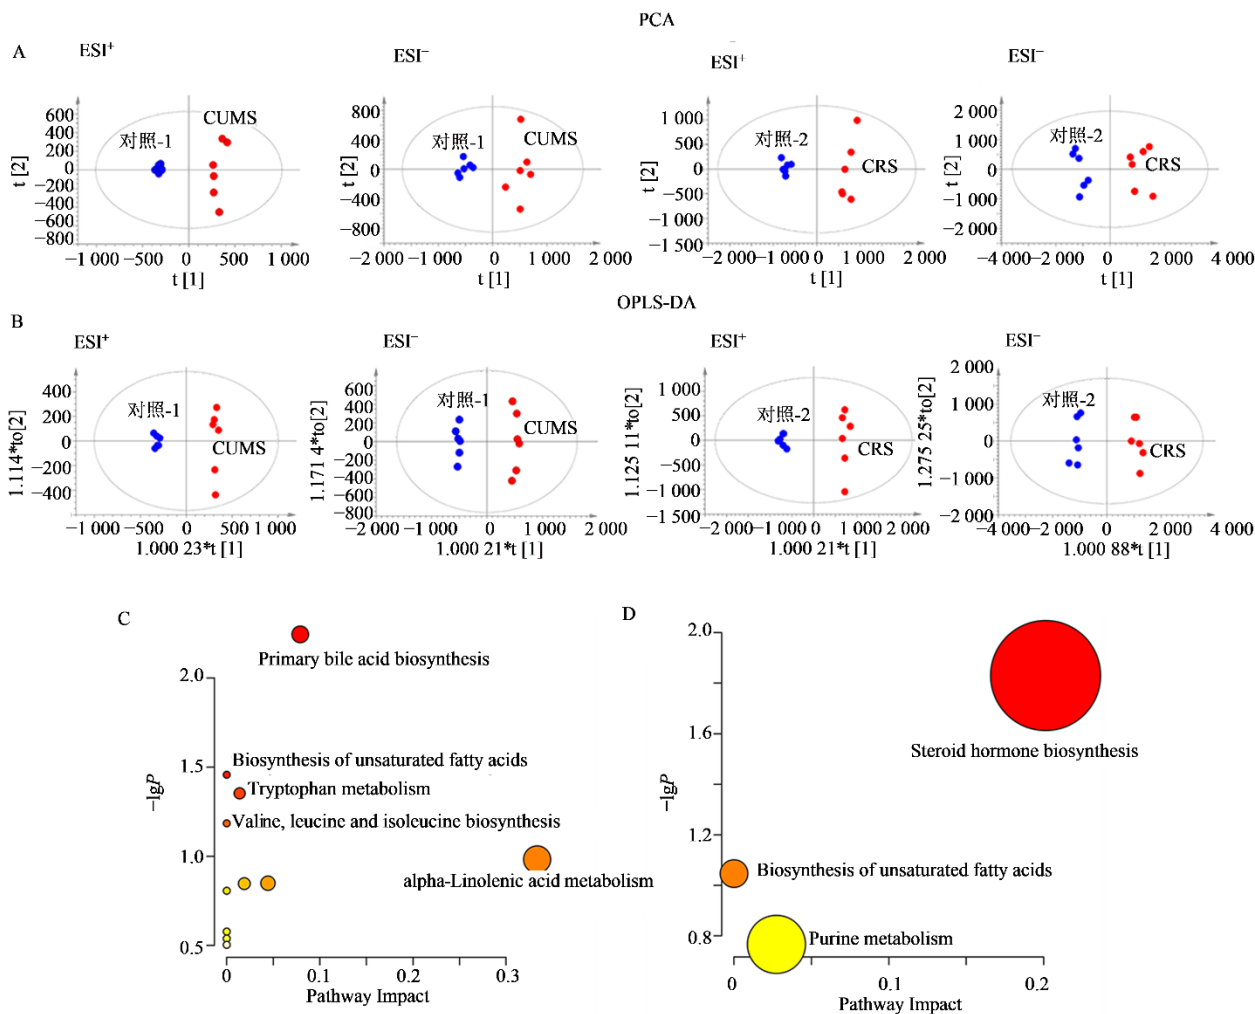 PCA
A
ESI⁺
600
400
200
0
−200
−400
−600
−800
t [2]
对照-1
CUMS
−1 000
−500
0
500
1 000
t [1]
ESI⁻
800
400
0
−400
−800
t [2]
对照-1
CUMS
−2 000
−1 000
0
1 000
2 000
t [1]
ESI⁺
1 000
500
0
−500
−1 000
−1 500
t [2]
对照-2
CRS
−2 000
−1 000
0
1 000
2 000
t [1]
ESI⁻
2 000
1 000
0
−1 000
−2 000
t [2]
对照-2
CRS
−4 000
−2 000
0
2 000
4 000
t [1]
OPLS-DA
B
ESI⁺
400
200
0
−200
−400
1.114*to[2]
对照-1
CUMS
−1 000
−500
0
500
1 000
1.000 23*t [1]
ESI⁻
600
400
200
0
−200
−400
−600
−800
1.171 4*to[2]
对照-1
CUMS
−2 000
−1 000
0
1 000
2 000
1.000 21*t [1]
ESI⁺
1 000
500
0
−500
−1 000
−1 500
1.125 11*to[2]
对照-2
CRS
−2 000
−1 000
0
1 000
2 000
1.000 21*t [1]
ESI⁻
2 000
1 000
0
−1 000
−2 000
1.275 25*to[2]
对照-2
CRS
−4 000
−2 000
0
2 000
4 000
1.000 88*t [1]
C
Primary bile acid biosynthesis
2.0
Biosynthesis of unsaturated fatty acids
1.5
Tryptophan metabolism
Valine, leucine and isoleucine biosynthesis
−lgP
1.0
alpha-Linolenic acid metabolism
0.5
0
0.1
0.2
0.3
Pathway Impact
D
2.0
1.6
Steroid hormone biosynthesis
−lgP
1.2
Biosynthesis of unsaturated fatty acids
Purine metabolism
0.8
0
0.1
0.2
Pathway Impact